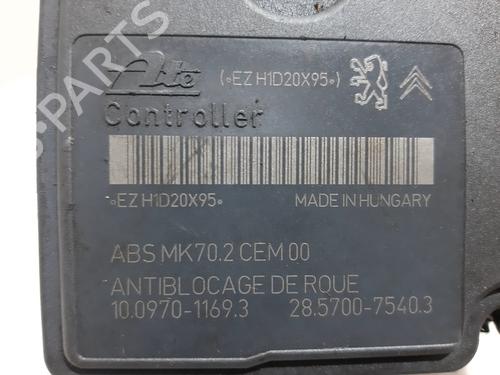 Ate (•EZ H1D20X95•)
Controller
•EZ H1D20X95• MADE IN HUNGARY
ABS MK70.2 CEM 00
ANTIBLOCAGE DE ROUE
10.0970-1169.3 28.5700-7540.3